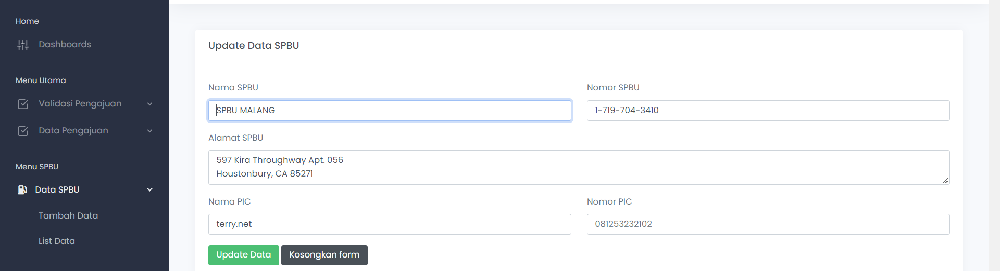 Home
Dashboards
Menu Utama
Validasi Pengajuan
Data Pengajuan
Menu SPBU
Data SPBU
Tambah Data
List Data
Update Data SPBU
Nama SPBU
SPBU MALANG
Nomor SPBU
1-719-704-3410
Alamat SPBU
597 Kira Throughway Apt. 056
Houstonbury, CA 85271
Nama PIC
terry.net
Nomor PIC
081253232102
Update Data
Kosongkan form